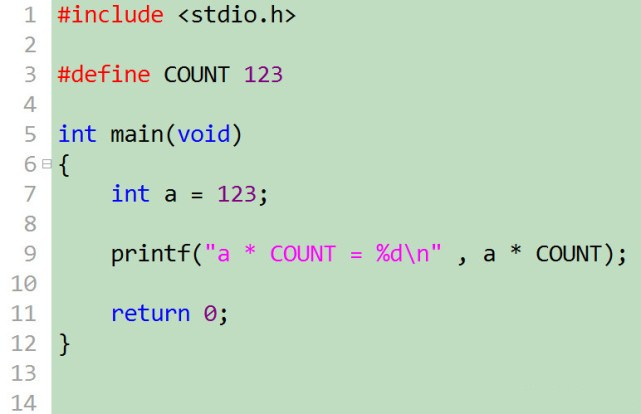 1 #include <stdio.h>
2
3 #define COUNT 123
4
5 int main(void)
6 {
7     int a = 123;
8
9     printf("a * COUNT = %d\n" , a * COUNT);
10
11     return 0;
12 }
13
14